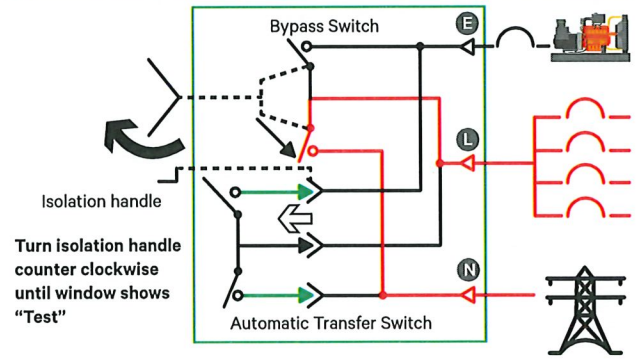 Bypass Switch
E
L
Isolation handle
Turn isolation handle
counter clockwise
until window shows
"Test"
N
Automatic Transfer Switch